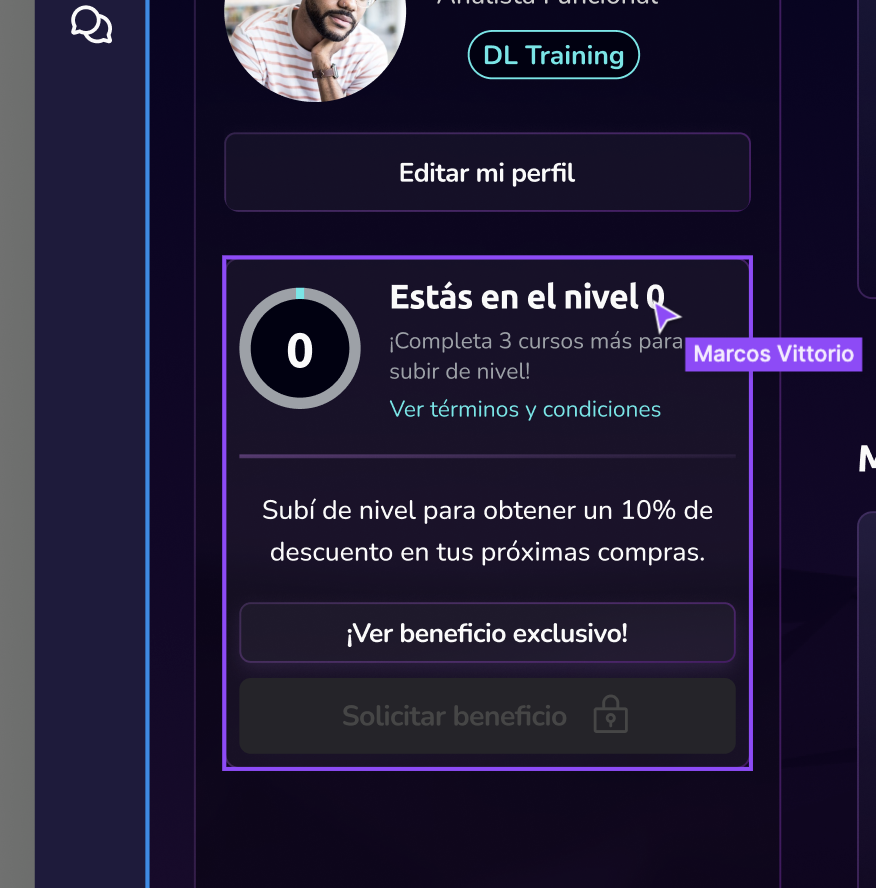 Analista Funcional
DL Training
Editar mi perfil
0
Estás en el nivel 0
¡Completa 3 cursos más para
subir de nivel!
Ver términos y condiciones
Marcos Vittorio
Subí de nivel para obtener un 10% de
descuento en tus próximas compras.
¡Ver beneficio exclusivo!
Solicitar beneficio